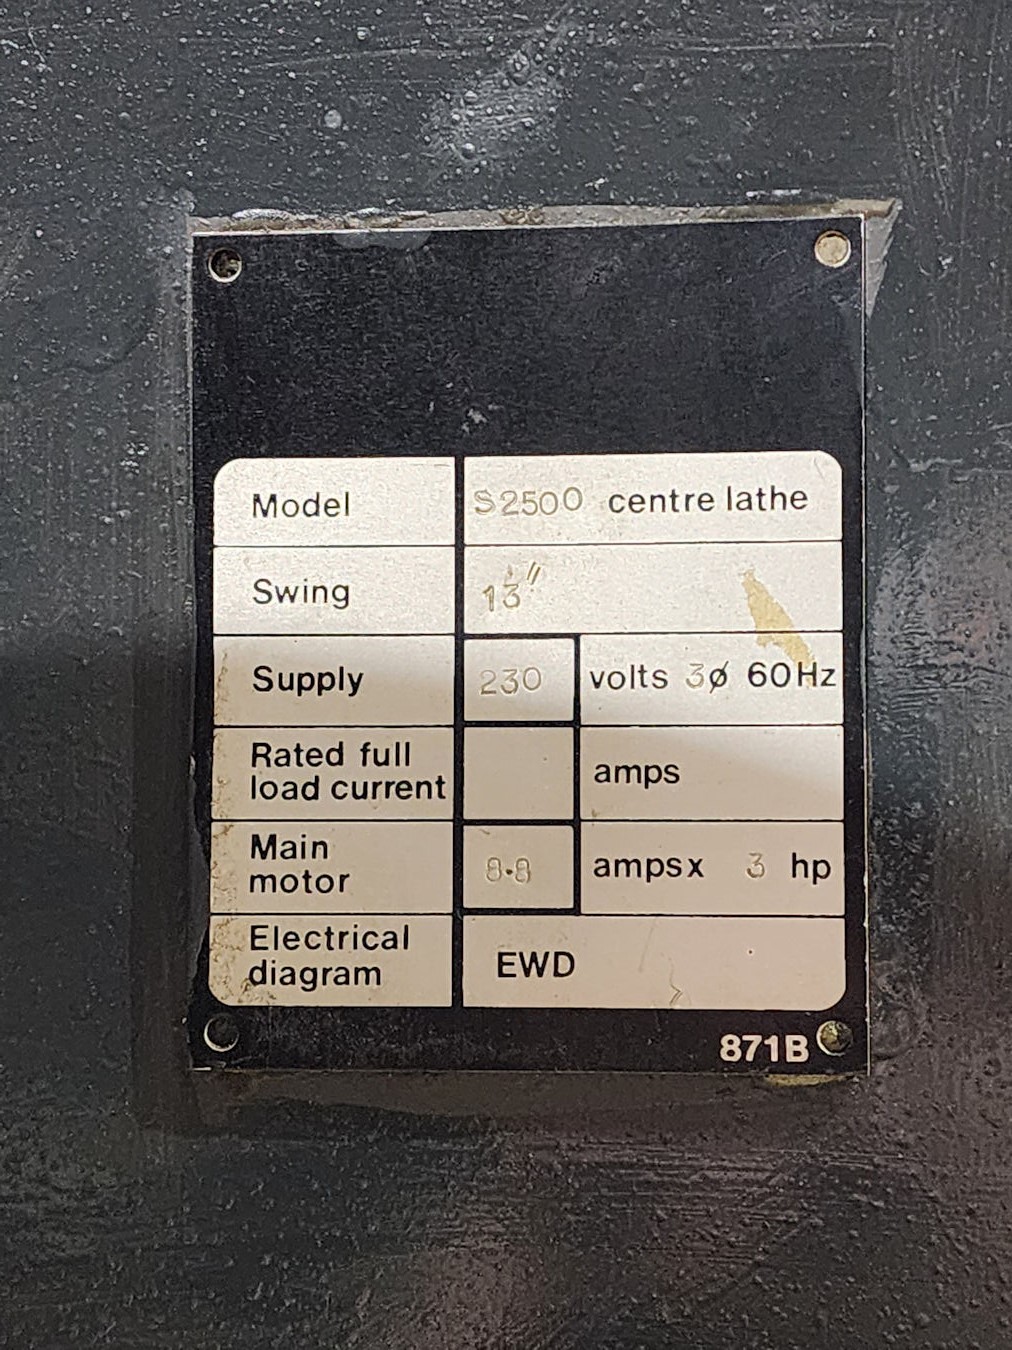 Model S2500 centre lathe
Swing 13"
Supply 230 volts 3ø 60Hz
Rated full
load current amps
Main
motor 8·8 amps x 3 hp
Electrical
diagram EWD
871B